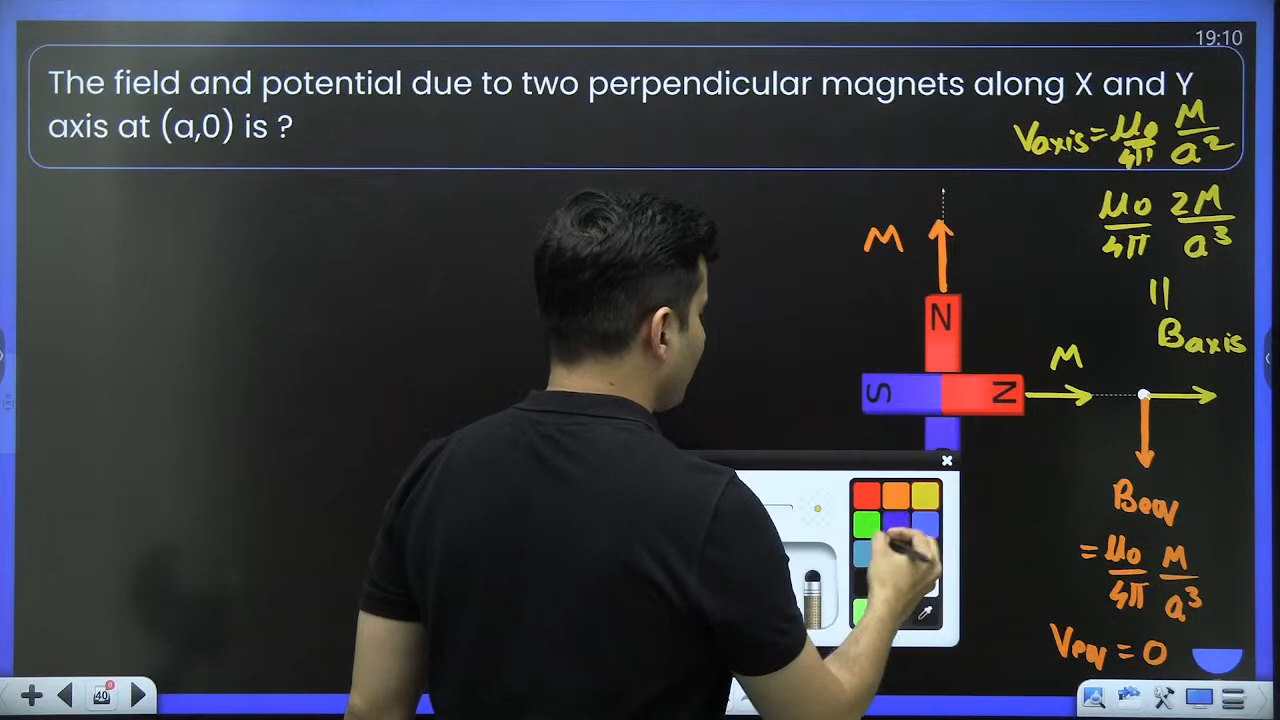 19:10
The field and potential due to two perpendicular magnets along X and Y
axis at (a,0) is ?
Vaxis = μ0/4π M/a²
μ0/4π 2M/a³
||
Baxis
M
N
M
S N
Beq
= μ0/4π M/a³
Veq = 0
40